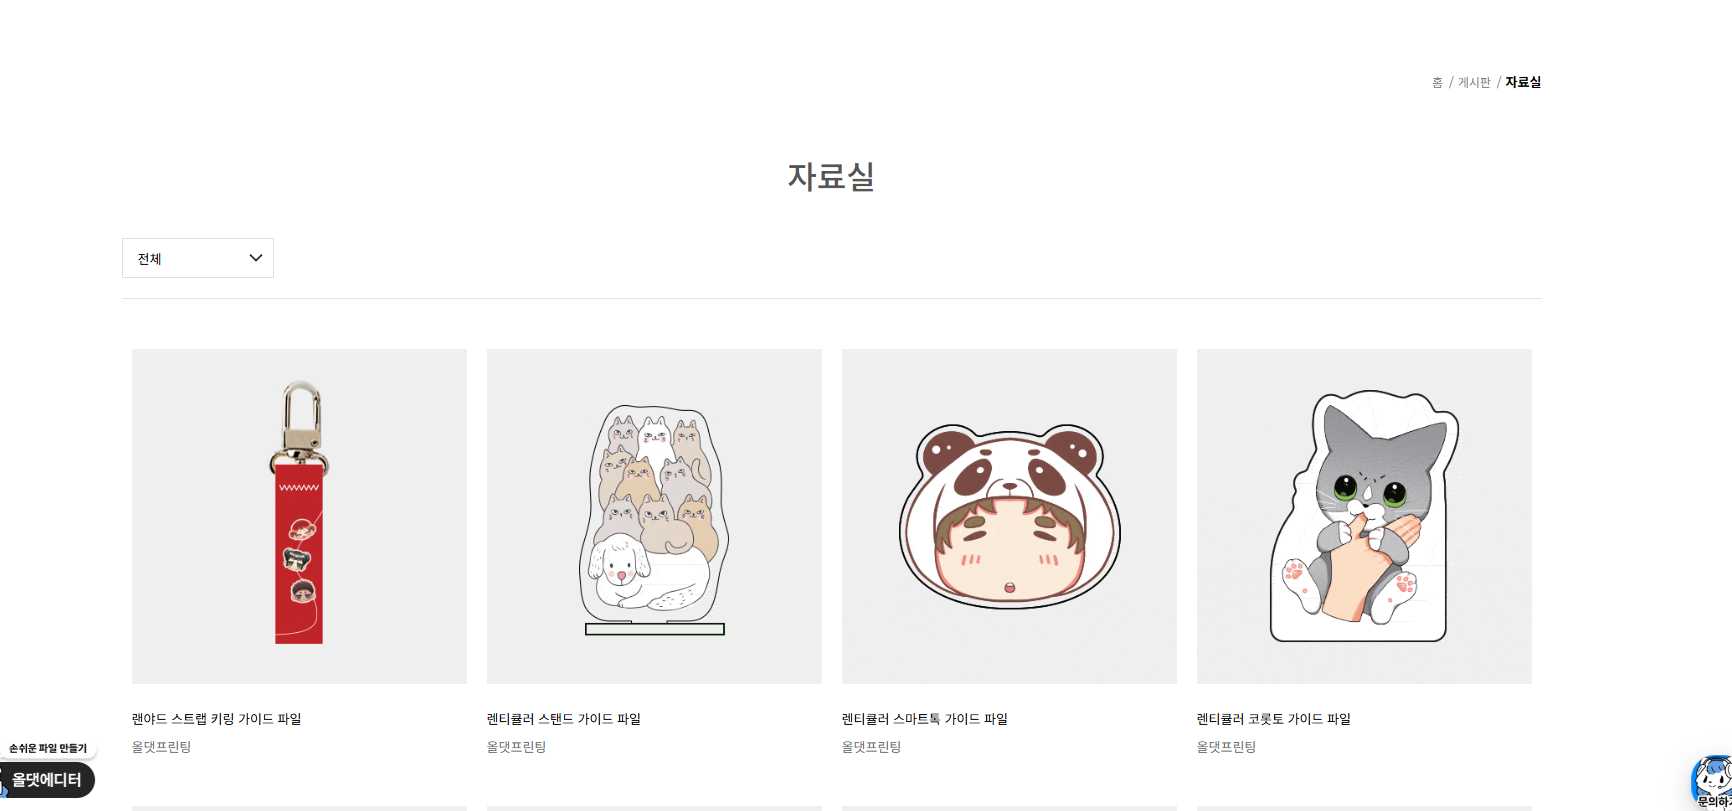 홈 / 게시판 / 자료실
자료실
전체
랜야드 스트랩 키링 가이드 파일
올댓프린팅
렌티큘러 스탠드 가이드 파일
올댓프린팅
렌티큘러 스마트톡 가이드 파일
올댓프린팅
렌티큘러 코롯토 가이드 파일
올댓프린팅
손쉬운 파일 만들기
올댓에디터
문의하기